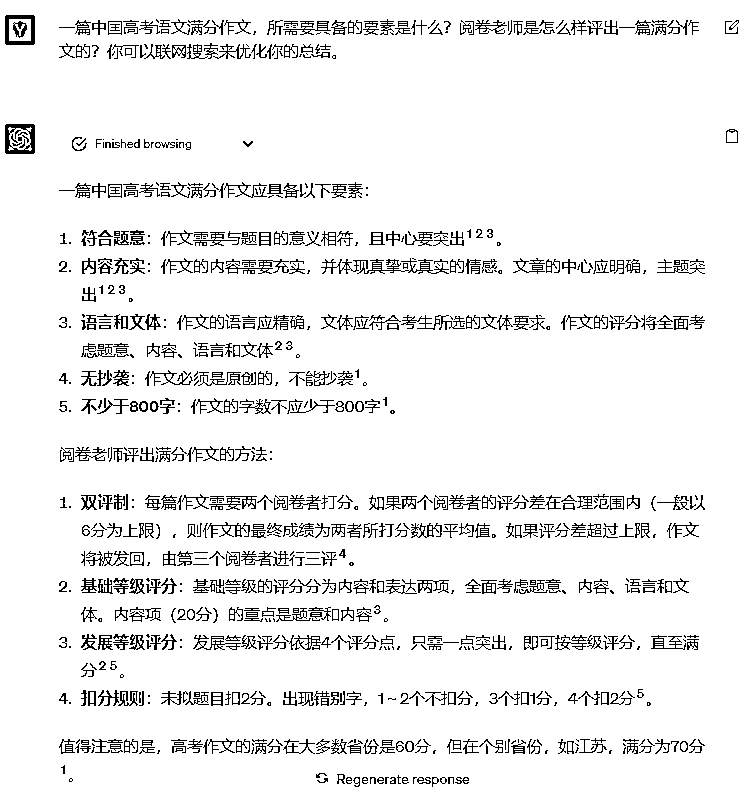 一篇中国高考语文满分作文，所需要具备的要素是什么？阅卷老师是怎么样评出一篇满分作
文的？你可以联网搜索来优化你的总结。
Finished browsing
一篇中国高考语文满分作文应具备以下要素：
1. 符合题意：作文需要与题目的意义相符，且中心要突出¹ ² ³。
2. 内容充实：作文的内容需要充实，并体现真挚或真实的情感。文章的中心应明确，主题突
出¹ ² ³。
3. 语言和文体：作文的语言应精确，文体应符合考生所选的文体要求。作文的评分将全面考
虑题意、内容、语言和文体² ³。
4. 无抄袭：作文必须是原创的，不能抄袭¹。
5. 不少于800字：作文的字数不应少于800字¹。
阅卷老师评出满分作文的方法：
1. 双评制：每篇作文需要两个阅卷者打分。如果两个阅卷者的评分差在合理范围内（一般以
6分为上限），则作文的最终成绩为两者所打分数的平均值。如果评分差超过上限，作文
将被发回，由第三个阅卷者进行三评⁴。
2. 基础等级评分：基础等级的评分分为内容和表达两项，全面考虑题意、内容、语言和文
体。内容项（20分）的重点是题意和内容³。
3. 发展等级评分：发展等级评分依据4个评分点，只需一点突出，即可按等级评分，直至满
分² ⁵。
4. 扣分规则：未拟题目扣2分。出现错别字，1~2个不扣分，3个扣1分，4个扣2分⁵。
值得注意的是，高考作文的满分在大多数省份是60分，但在个别省份，如江苏，满分为70分
¹。
Regenerate response